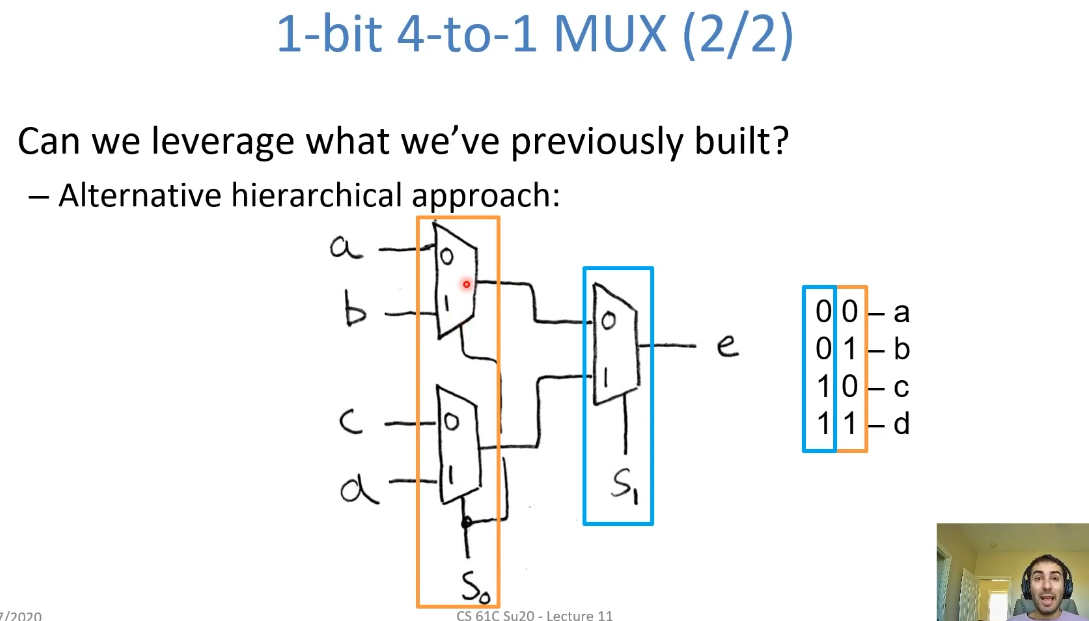 1-bit 4-to-1 MUX (2/2)
Can we leverage what we’ve previously built?
– Alternative hierarchical approach:
a
0
b
1
0
1
e
c
0
d
1
S₁
S₀
0 0 – a
0 1 – b
1 0 – c
1 1 – d
7/2020
CS 61C Su20 - Lecture 11